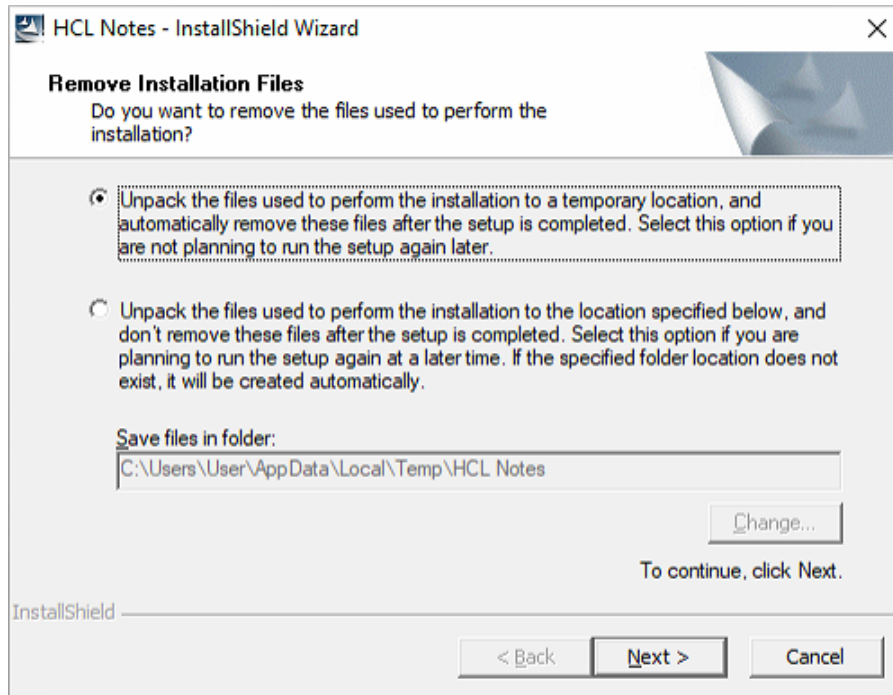 HCL Notes - InstallShield Wizard
Remove Installation Files
Do you want to remove the files used to perform the
installation?
Unpack the files used to perform the installation to a temporary location, and
automatically remove these files after the setup is completed. Select this option if you
are not planning to run the setup again later.
Unpack the files used to perform the installation to the location specified below, and
don't remove these files after the setup is completed. Select this option if you are
planning to run the setup again at a later time. If the specified folder location does not
exist, it will be created automatically.
Save files in folder:
C:\Users\User\AppData\Local\Temp\HCL Notes
Change...
To continue, click Next.
InstallShield
< Back Next > Cancel